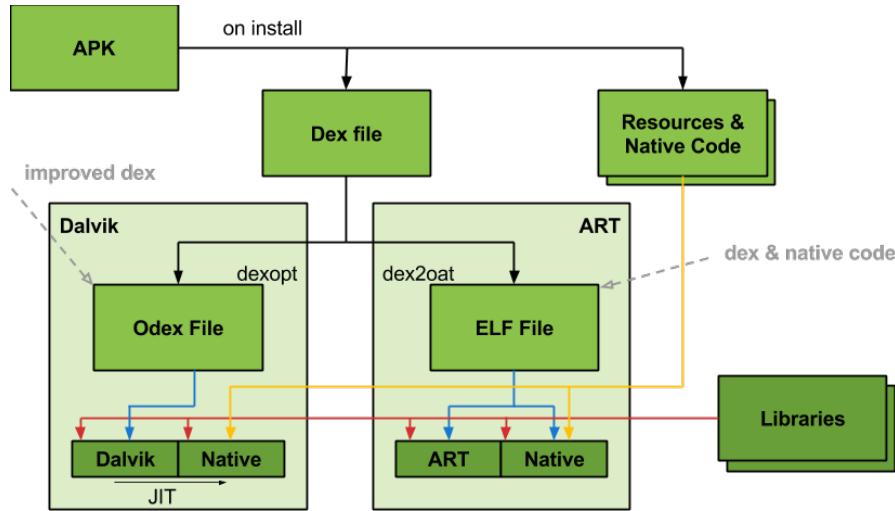 on install
APK
Dex file
Resources &
Native Code
improved dex
Dalvik
ART
dexopt
dex2oat
dex & native code
Odex File
ELF File
Libraries
Dalvik
Native
ART
Native
JIT